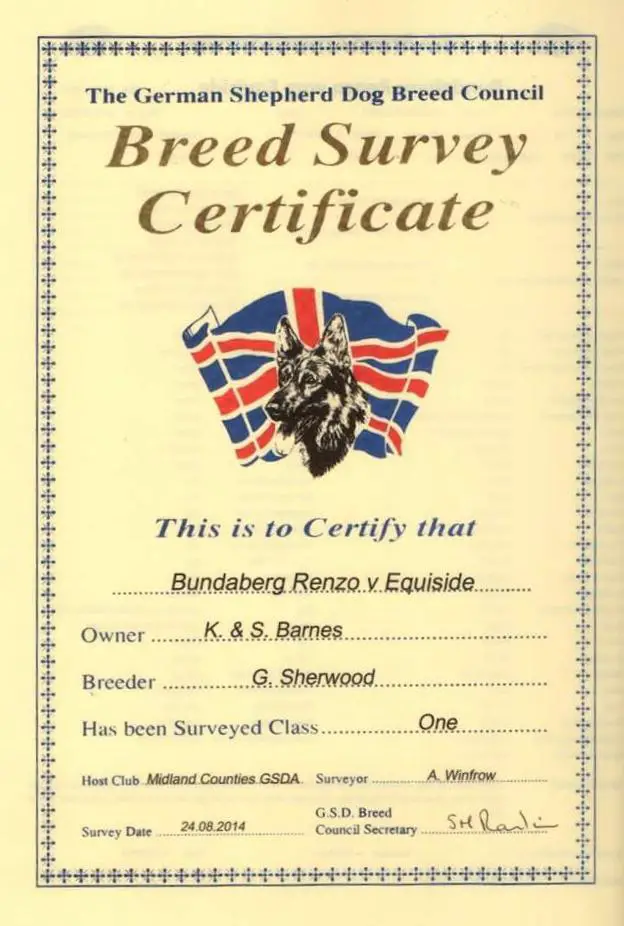 The German Shepherd Dog Breed Council
Breed Survey
Certificate
This is to Certify that
Bundaberg Renzo v Equiside
Owner K. & S. Barnes
Breeder G. Sherwood
Has been Surveyed Class One
Host Club Midland Counties GSDA Surveyor A. Winfrow
Survey Date 24.08.2014 G.S.D. Breed
Council Secretary